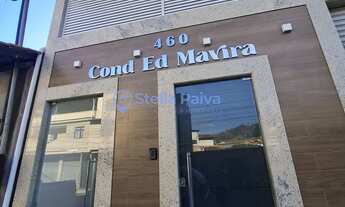 460
Cond Ed Mavira
Stella Paiva